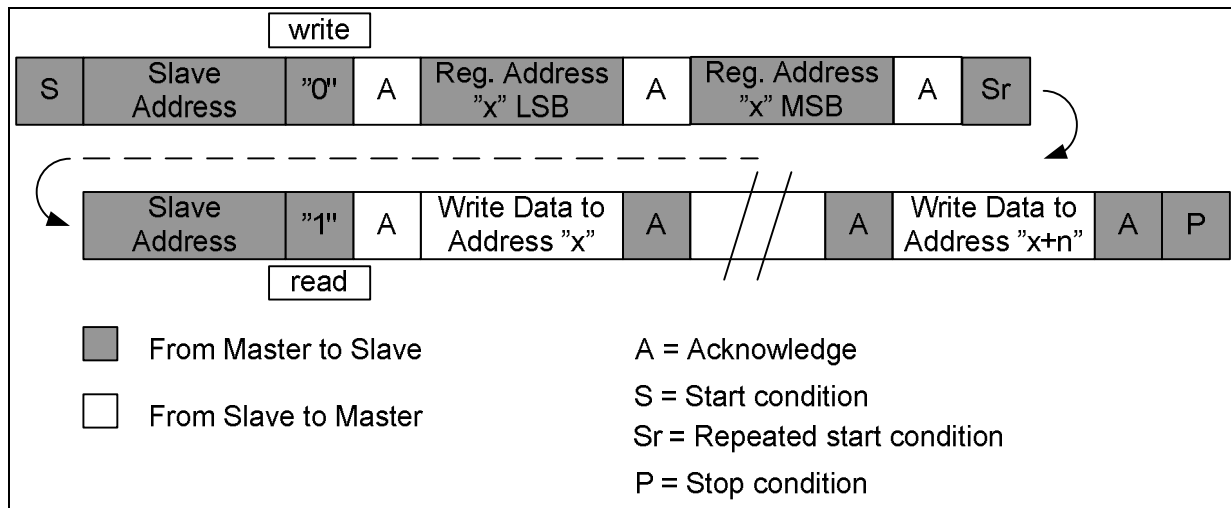 write
S Slave Address ”0" A Reg. Address ”x” LSB A Reg. Address ”x” MSB A Sr
Slave Address ”1" A Write Data to Address ”x” A A Write Data to Address ”x+n” A P
read
From Master to Slave
From Slave to Master
A = Acknowledge
S = Start condition
Sr = Repeated start condition
P = Stop condition